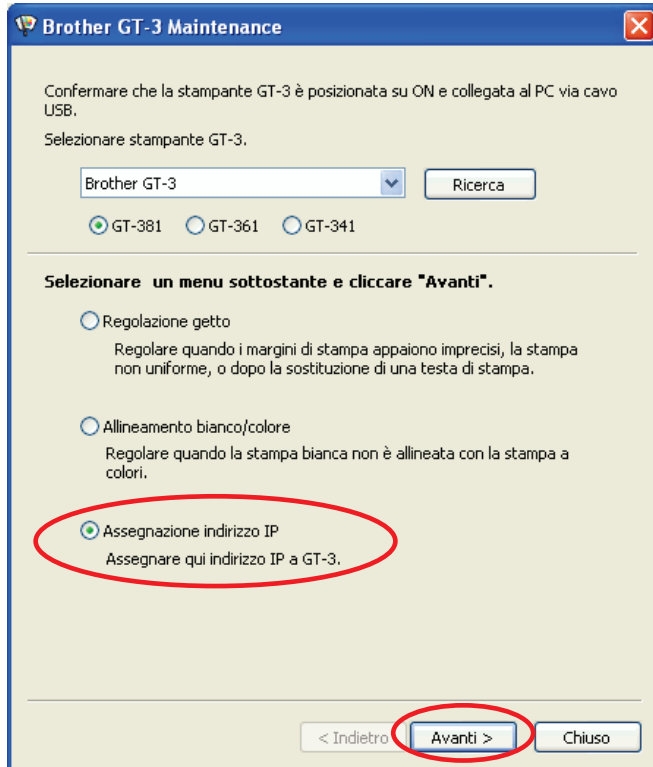 Brother GT-3 Maintenance
Confermare che la stampante GT-3 è posizionata su ON e collegata al PC via cavo
USB.
Selezionare stampante GT-3.
Brother GT-3 Ricerca
GT-381 GT-361 GT-341
Selezionare un menu sottostante e cliccare "Avanti".
Regolazione getto
Regolare quando i margini di stampa appaiono imprecisi, la stampa
non uniforme, o dopo la sostituzione di una testa di stampa.
Allineamento bianco/colore
Regolare quando la stampa bianca non è allineata con la stampa a
colori.
Assegnazione indirizzo IP
Assegnare qui indirizzo IP a GT-3.
< Indietro Avanti > Chiuso